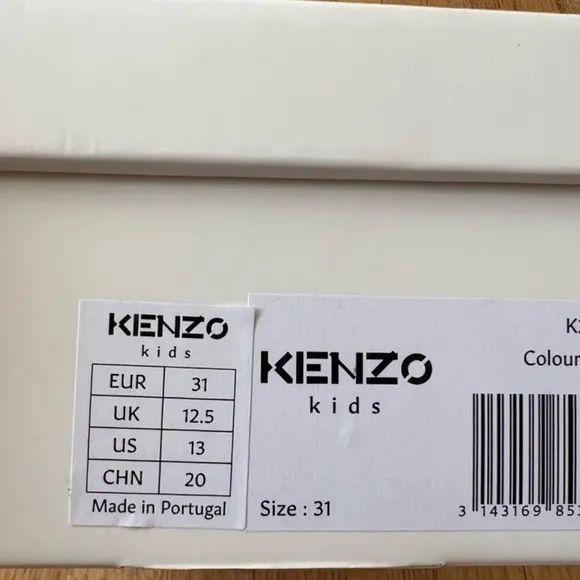 KENZO
kids
EUR 31
UK 12.5
US 13
CHN 20
Made in Portugal
KENZO
kids
Size : 31
Colour
3 143169